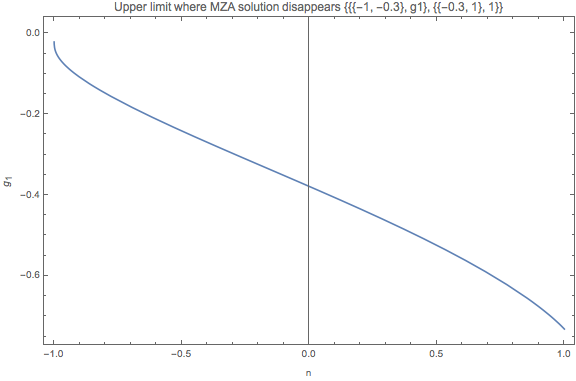 Upper limit where MZA solution disappears {{{−1, −0.3}, g1}, {{−0.3, 1}, 1}}
0.0
−0.2
−0.4
−0.6
g1
−1.0 −0.5 0.0 0.5 1.0
n